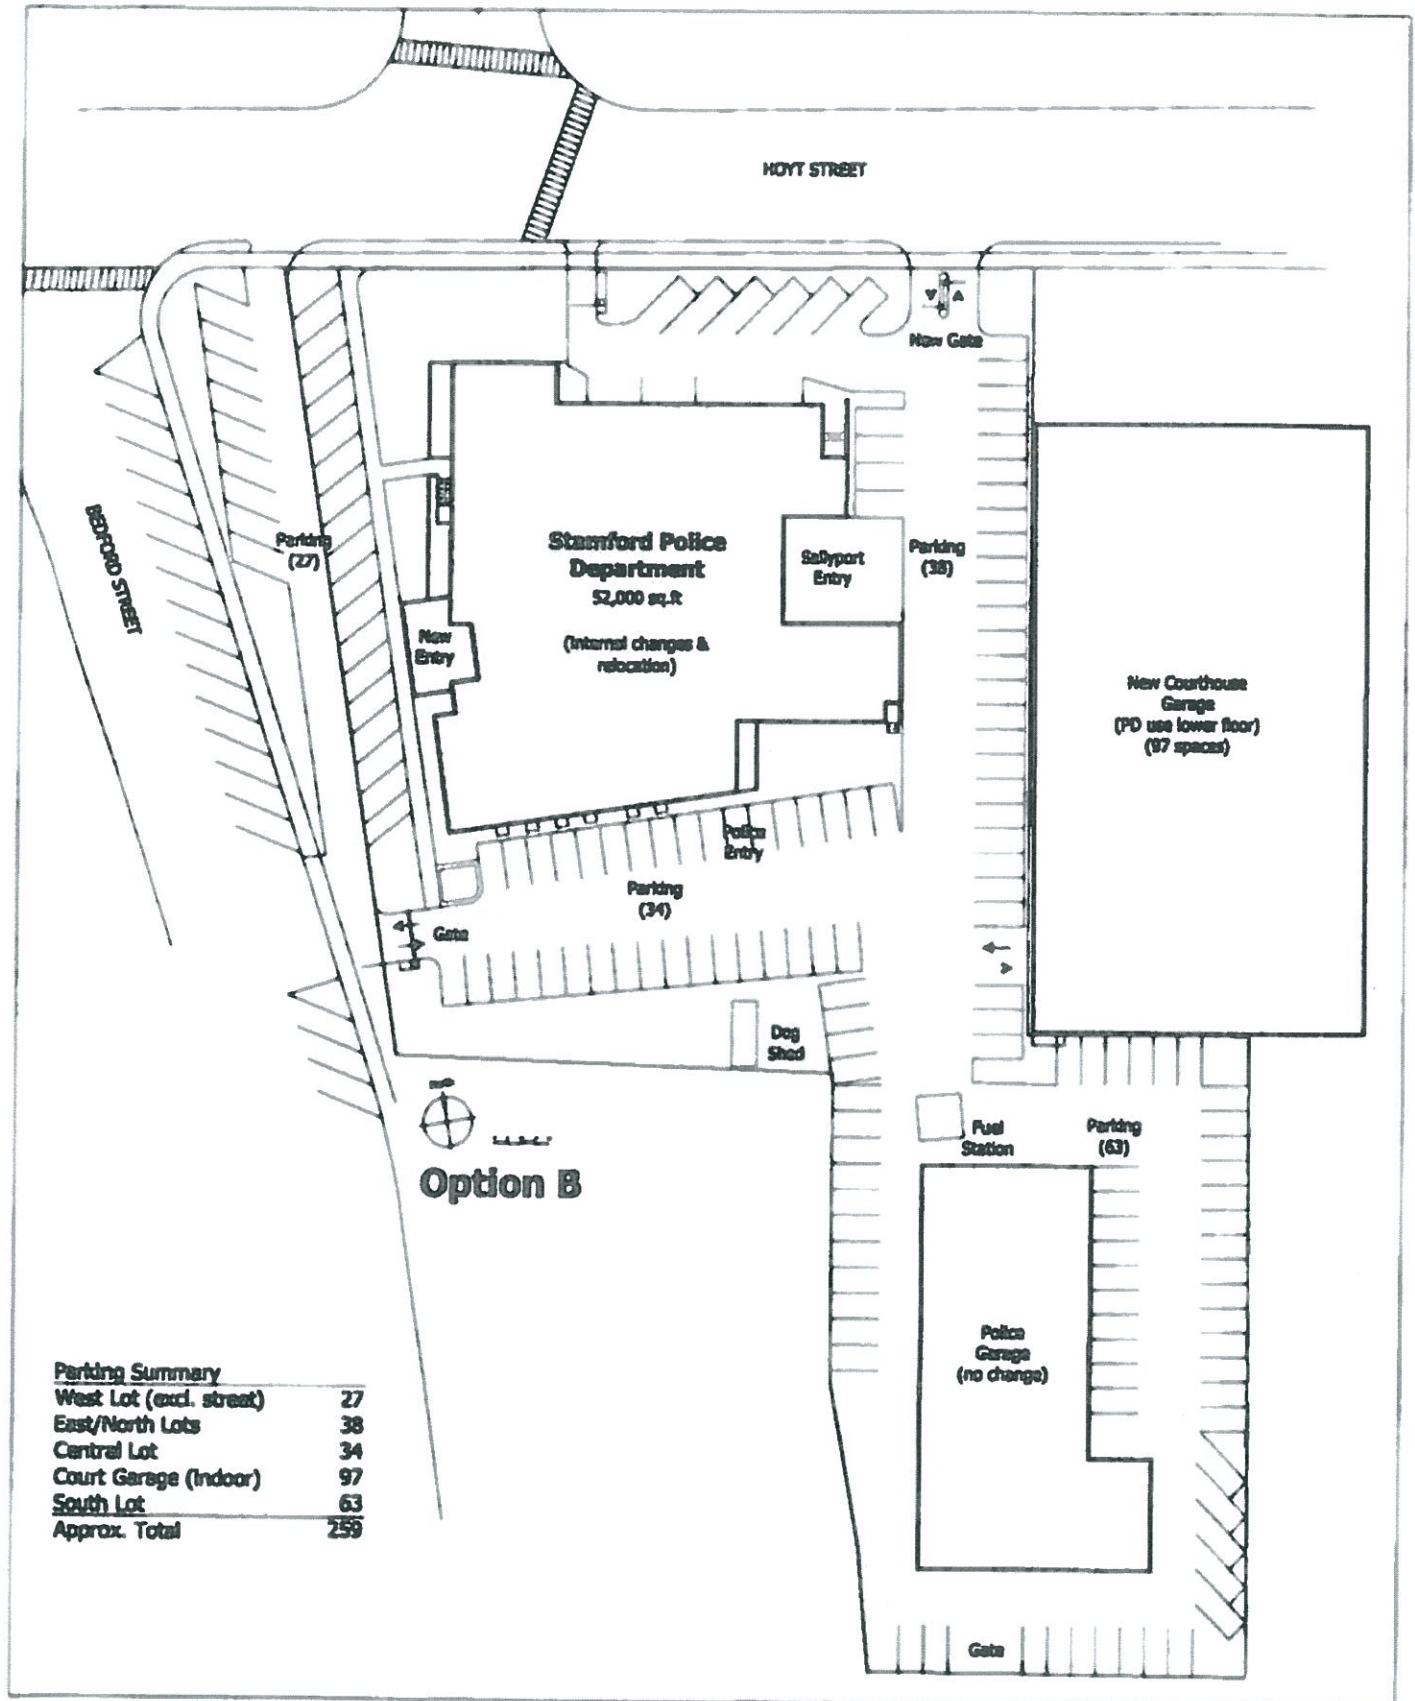 HOYT STREET
New Gate
BEDFORD STREET
Parking
(27)
Stamford Police
Department
52,000 sq.ft
(Internal changes &
relocation)
Sallyport
Entry
Parking
(38)
New
Entry
New Courthouse
Garage
(PD use lower floor)
(97 spaces)
Police
Entry
Parking
(34)
Gate
Dog
Shed
Fuel
Station
Parking
(63)
Option B
Police
Garage
(no change)
Parking Summary
West Lot (excl. street) 27
East/North Lots 38
Central Lot 34
Court Garage (Indoor) 97
South Lot 63
Approx. Total 259
Gate